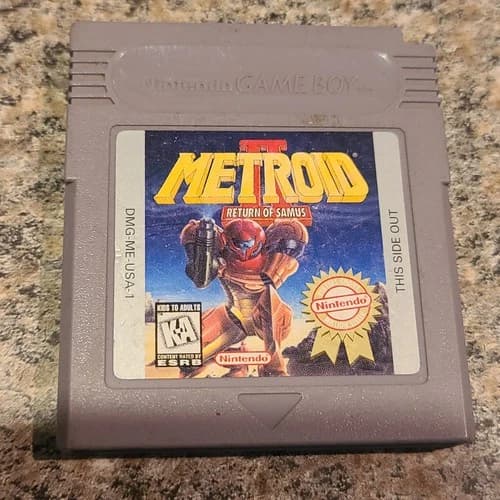 Nintendo GAME BOY
II
METROID
RETURN OF SAMUS
DMG-ME-USA-1
THIS SIDE OUT
KIDS TO ADULTS
KA
CONTENT RATED BY
ESRB
Nintendo
Nintendo